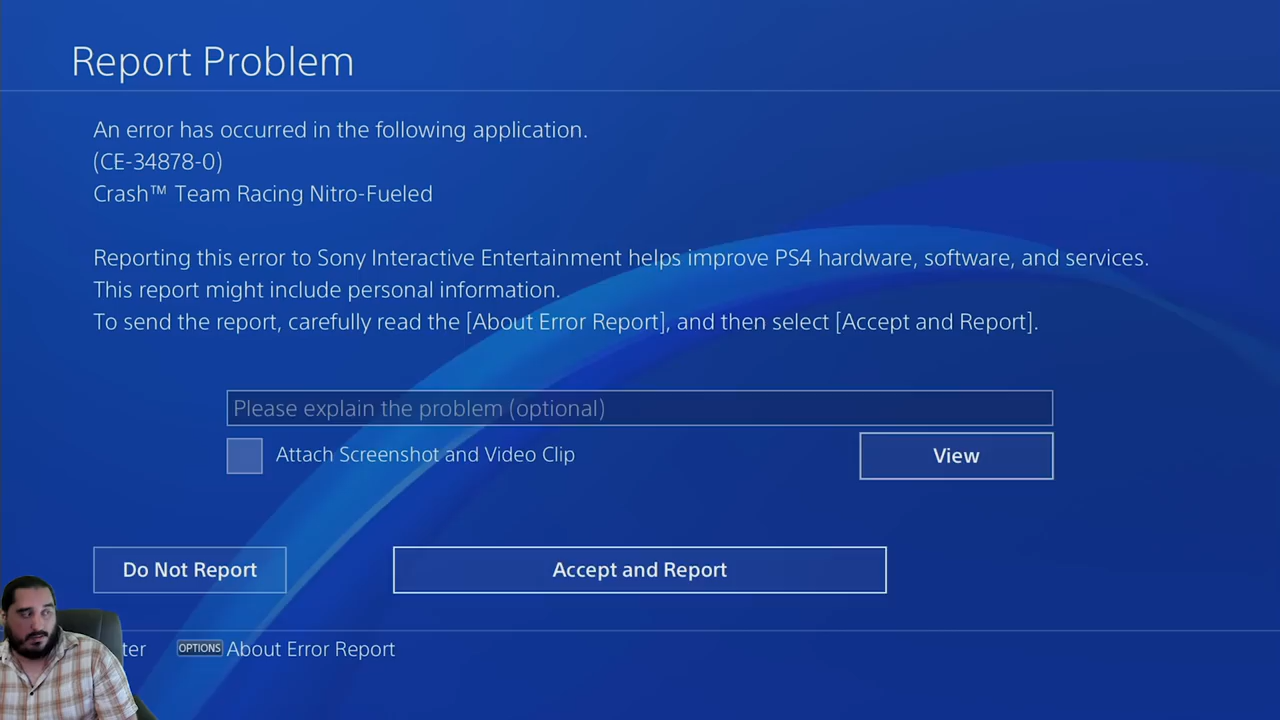 Report Problem
An error has occurred in the following application.
(CE-34878-0)
Crash™ Team Racing Nitro-Fueled
Reporting this error to Sony Interactive Entertainment helps improve PS4 hardware, software, and services.
This report might include personal information.
To send the report, carefully read the [About Error Report], and then select [Accept and Report].
Please explain the problem (optional)
Attach Screenshot and Video Clip
View
Do Not Report
Accept and Report
OPTIONS About Error Report